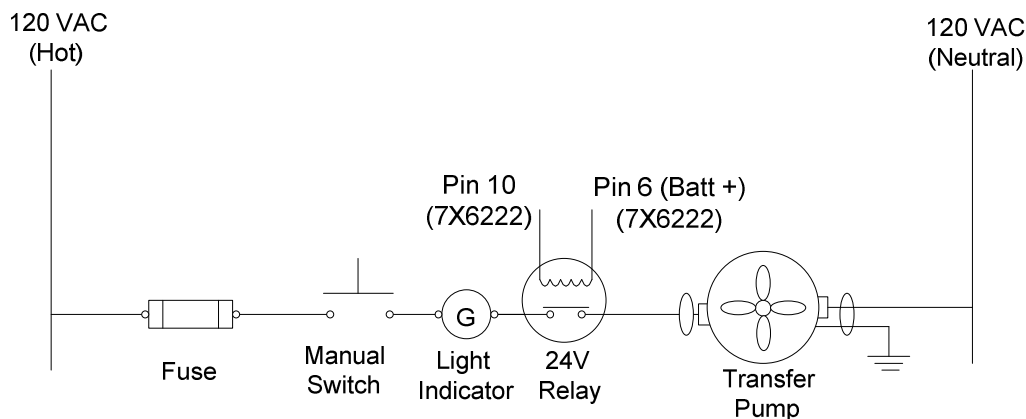 120 VAC
(Hot)
120 VAC
(Neutral)
Pin 10
(7X6222)
Pin 6 (Batt +)
(7X6222)
G
Fuse
Manual
Switch
Light
Indicator
24V
Relay
Transfer
Pump